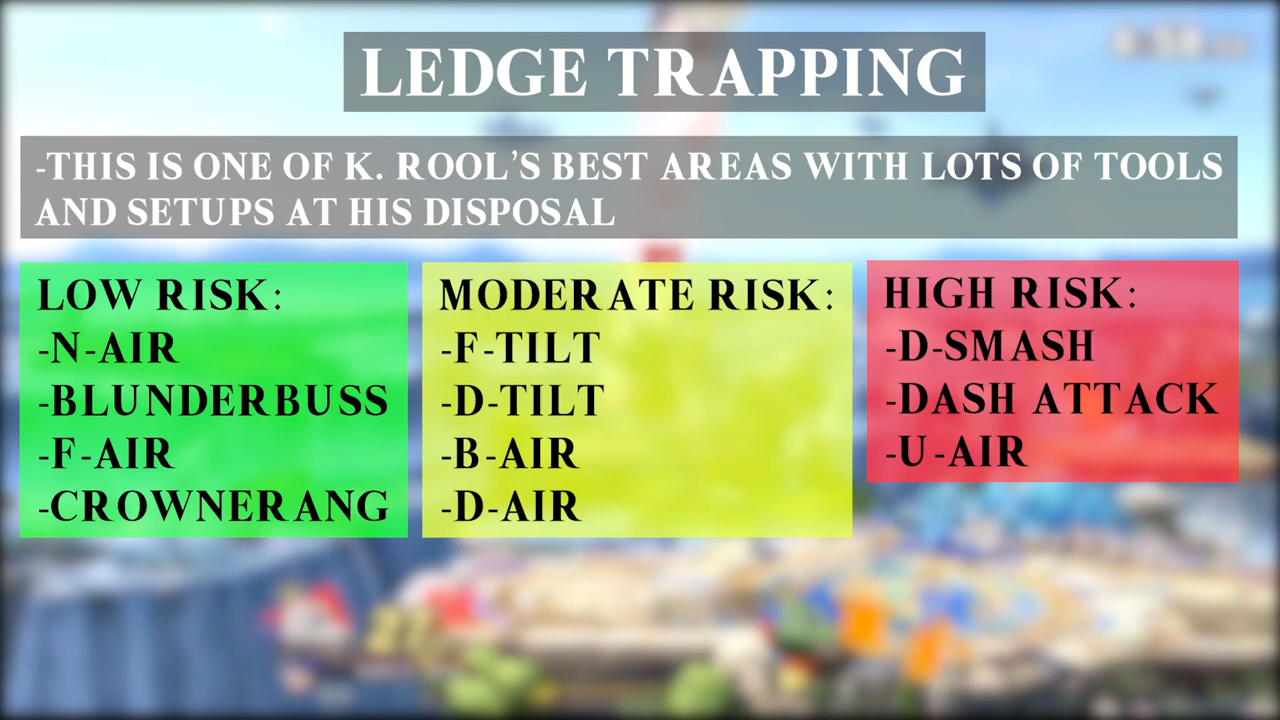 LEDGE TRAPPING
-THIS IS ONE OF K. ROOL'S BEST AREAS WITH LOTS OF TOOLS
AND SETUPS AT HIS DISPOSAL
LOW RISK:
-N-AIR
-BLUNDERBUSS
-F-AIR
-CROWNERANG
MODERATE RISK:
-F-TILT
-D-TILT
-B-AIR
-D-AIR
HIGH RISK:
-D-SMASH
-DASH ATTACK
-U-AIR